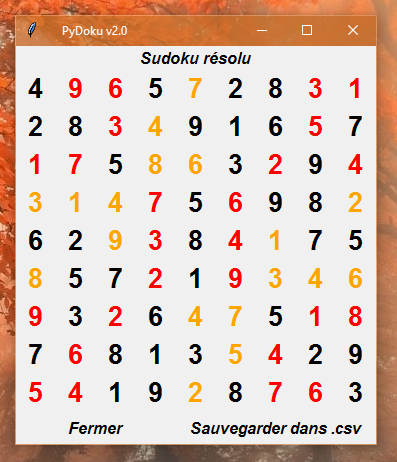 PyDoku v2.0
Sudoku résolu
4 9 6 5 7 2 8 3 1
2 8 3 4 9 1 6 5 7
1 7 5 8 6 3 2 9 4
3 1 4 7 5 6 9 8 2
6 2 9 3 8 4 1 7 5
8 5 7 2 1 9 3 4 6
9 3 2 6 4 7 5 1 8
7 6 8 1 3 5 4 2 9
5 4 1 9 2 8 7 6 3
Fermer Sauvegarder dans .csv